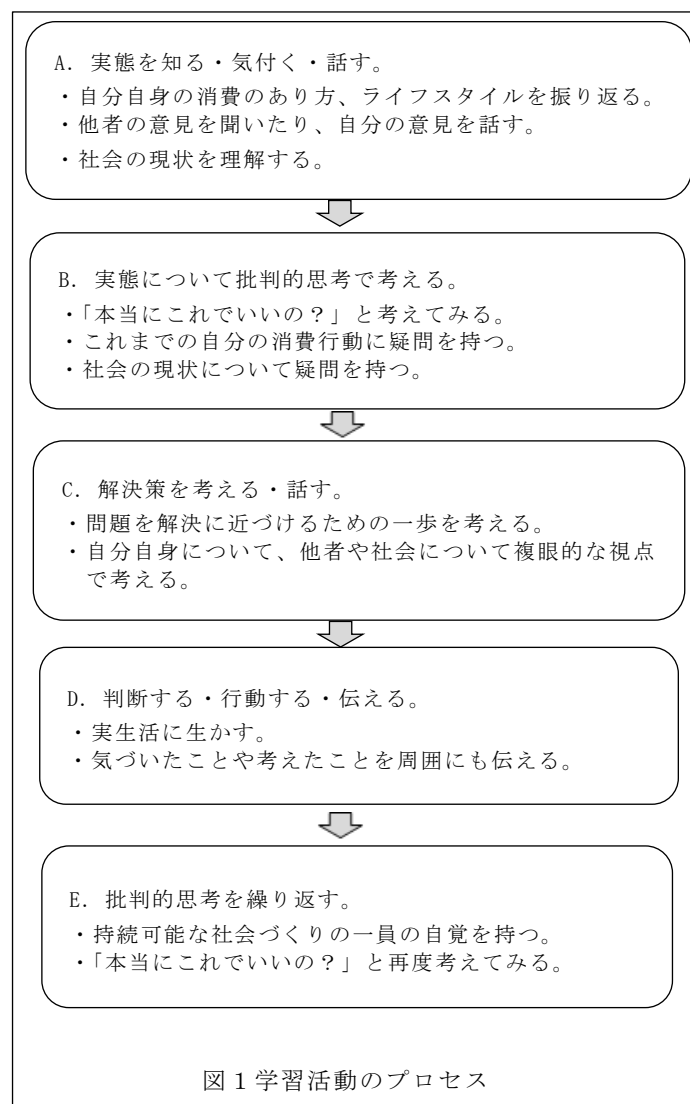 A. 実態を知る・気付く・話す。
・自分自身の消費のあり方、ライフスタイルを振り返る。
・他者の意見を聞いたり、自分の意見を話す。
・社会の現状を理解する。
B. 実態について批判的思考で考える。
・「本当にこれでいいの？」と考えてみる。
・これまでの自分の消費行動に疑問を持つ。
・社会の現状について疑問を持つ。
C. 解決策を考える・話す。
・問題を解決に近づけるための一歩を考える。
・自分自身について、他者や社会について複眼的な視点
で考える。
D. 判断する・行動する・伝える。
・実生活に生かす。
・気づいたことや考えたことを周囲にも伝える。
E. 批判的思考を繰り返す。
・持続可能な社会づくりの一員の自覚を持つ。
・「本当にこれでいいの？」と再度考えてみる。
図１学習活動のプロセス